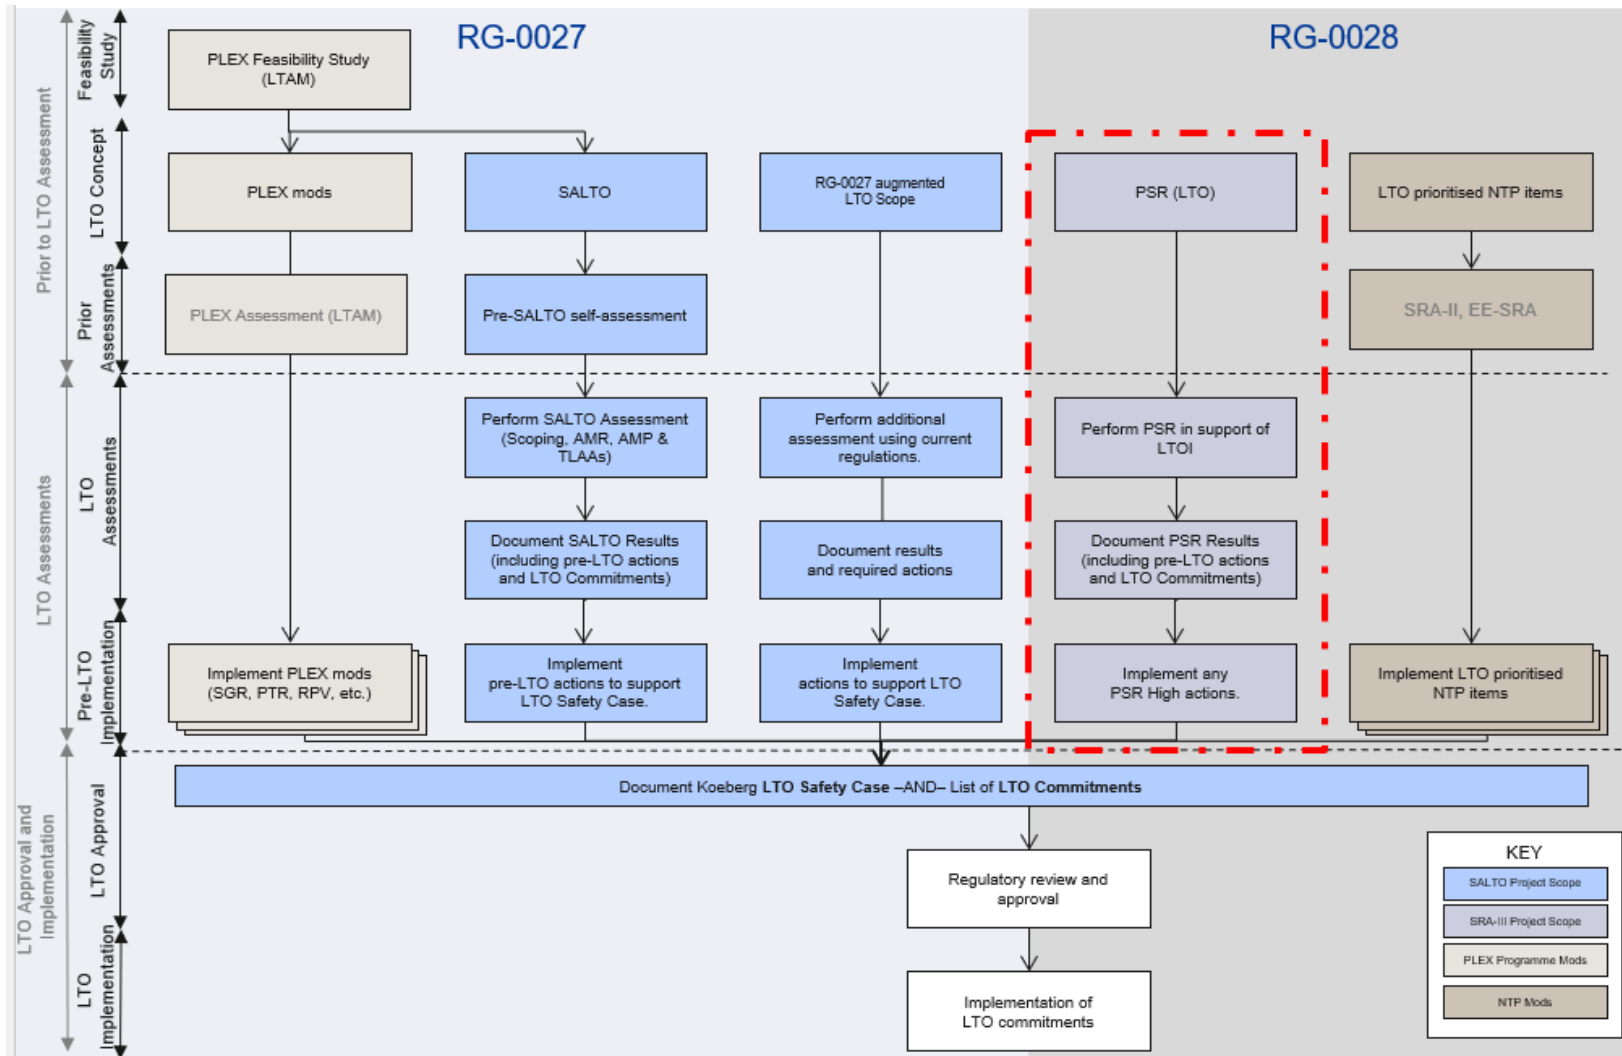 RG-0027
RG-0028
Prior to LTO Assessment
LTO Assessments
LTO Approval and
Implementation
Feasibility
Study
LTO Concept
Prior
Assessments
LTO
Assessments
Pre-LTO
Implementation
LTO Approval
LTO
Implementation
PLEX Feasibility Study
(LTAM)
PLEX mods
SALTO
RG-0027 augmented
LTO Scope
PSR (LTO)
LTO prioritised NTP items
PLEX Assessment (LTAM)
Pre-SALTO self-assessment
SRA-II, EE-SRA
Perform SALTO Assessment
(Scoping, AMR, AMP &
TLAAs)
Perform additional
assessment using current
regulations.
Perform PSR in support of
LTOI
Document SALTO Results
(including pre-LTO actions
and LTO Commitments)
Document results
and required actions
Document PSR Results
(including pre-LTO actions
and LTO Commitments)
Implement PLEX mods
(SGR, PTR, RPV, etc.)
Implement
pre-LTO actions to support
LTO Safety Case.
Implement
actions to support LTO
Safety Case.
Implement any
PSR High actions.
Implement LTO prioritised
NTP items
Document Koeberg LTO Safety Case –AND– List of LTO Commitments
Regulatory review and
approval
Implementation of
LTO commitments
KEY
SALTO Project Scope
SRA-III Project Scope
PLEX Programme Mods
NTP Mods